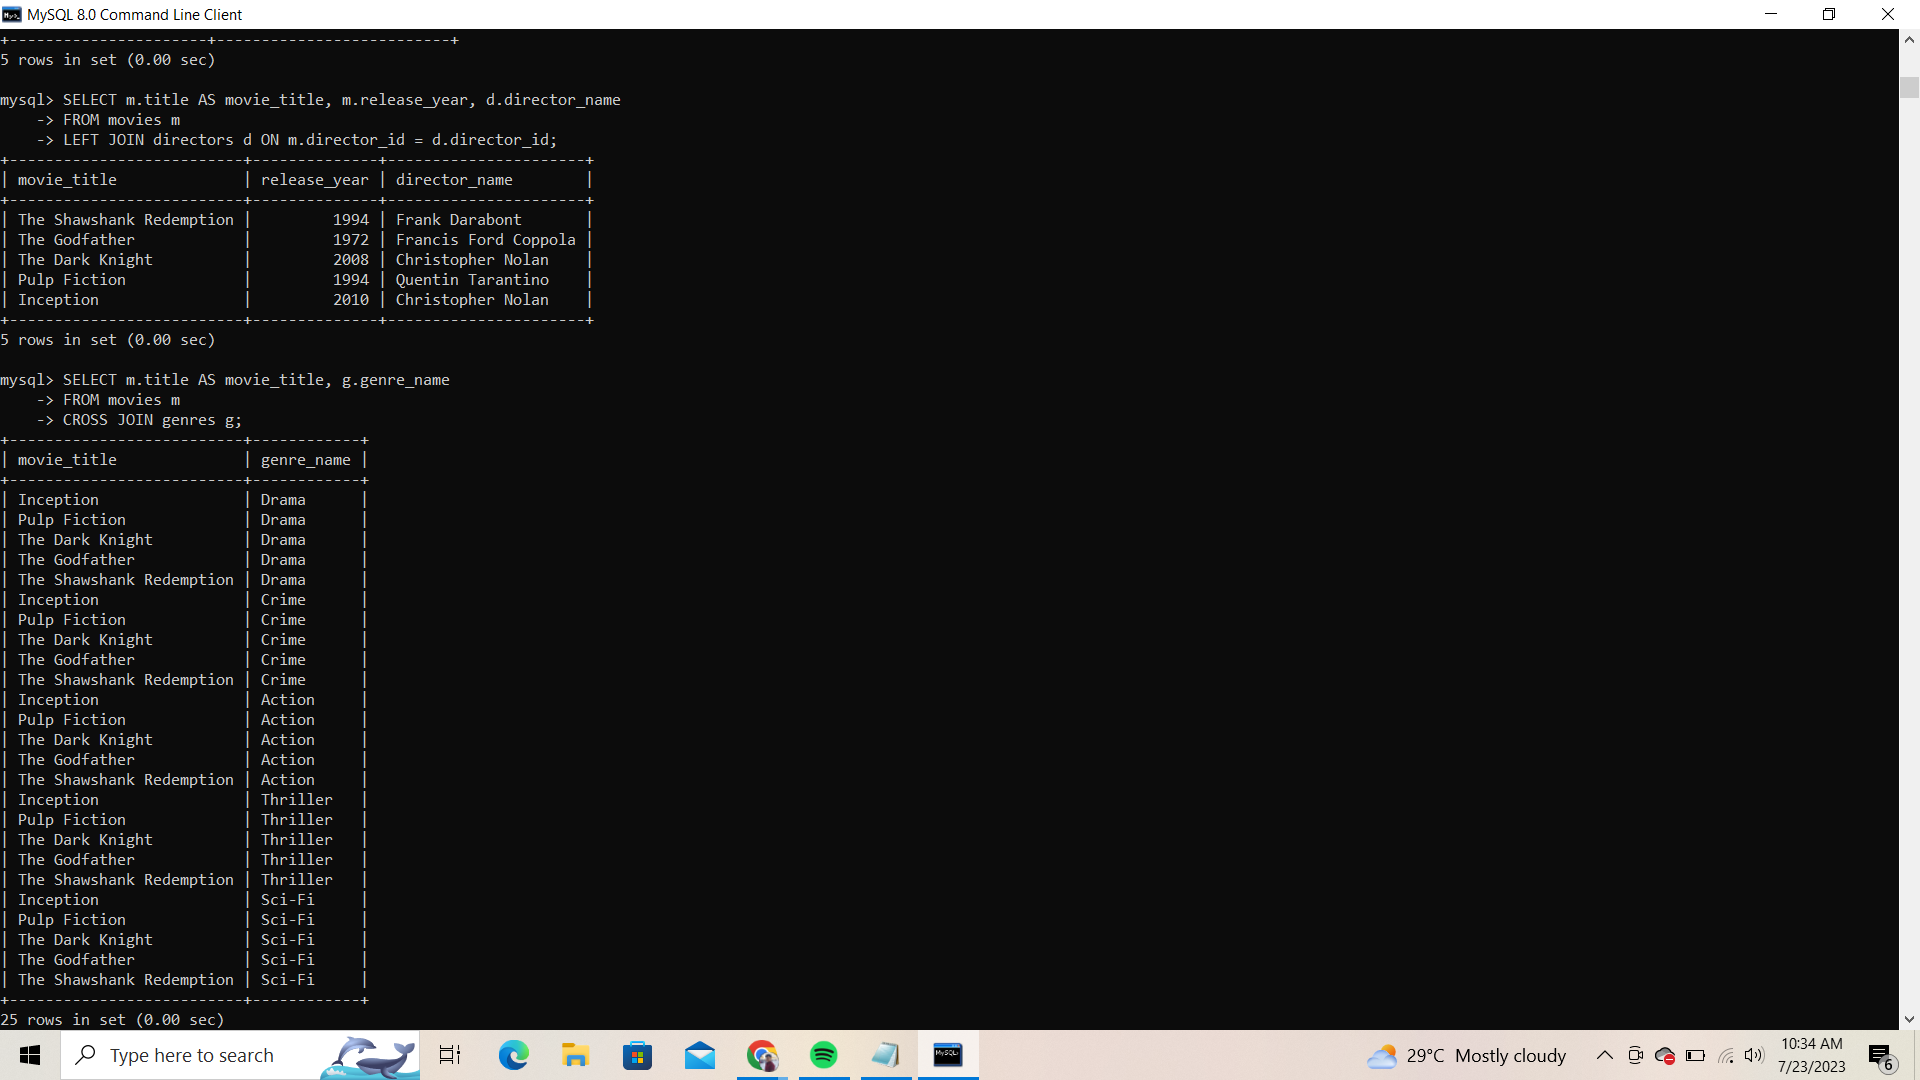 MySQL 8.0 Command Line Client
+----------------------+--------------------------+
5 rows in set (0.00 sec)
mysql> SELECT m.title AS movie_title, m.release_year, d.director_name
    -> FROM movies m
    -> LEFT JOIN directors d ON m.director_id = d.director_id;
+--------------------------+--------------+----------------------+
| movie_title              | release_year | director_name        |
+--------------------------+--------------+----------------------+
| The Shawshank Redemption |         1994 | Frank Darabont       |
| The Godfather            |         1972 | Francis Ford Coppola |
| The Dark Knight          |         2008 | Christopher Nolan    |
| Pulp Fiction             |         1994 | Quentin Tarantino    |
| Inception                |         2010 | Christopher Nolan    |
+--------------------------+--------------+----------------------+
5 rows in set (0.00 sec)
mysql> SELECT m.title AS movie_title, g.genre_name
    -> FROM movies m
    -> CROSS JOIN genres g;
+--------------------------+------------+
| movie_title              | genre_name |
+--------------------------+------------+
| Inception                | Drama      |
| Pulp Fiction             | Drama      |
| The Dark Knight          | Drama      |
| The Godfather            | Drama      |
| The Shawshank Redemption | Drama      |
| Inception                | Crime      |
| Pulp Fiction             | Crime      |
| The Dark Knight          | Crime      |
| The Godfather            | Crime      |
| The Shawshank Redemption | Crime      |
| Inception                | Action     |
| Pulp Fiction             | Action     |
| The Dark Knight          | Action     |
| The Godfather            | Action     |
| The Shawshank Redemption | Action     |
| Inception                | Thriller   |
| Pulp Fiction             | Thriller   |
| The Dark Knight          | Thriller   |
| The Godfather            | Thriller   |
| The Shawshank Redemption | Thriller   |
| Inception                | Sci-Fi     |
| Pulp Fiction             | Sci-Fi     |
| The Dark Knight          | Sci-Fi     |
| The Godfather            | Sci-Fi     |
| The Shawshank Redemption | Sci-Fi     |
+--------------------------+------------+
25 rows in set (0.00 sec)
Type here to search
29°C Mostly cloudy
10:34 AM
7/23/2023
6